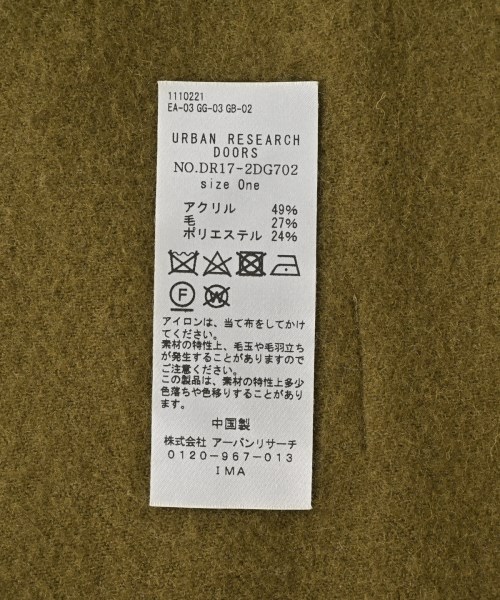 1110221
EA-03 GG-03 GB-02
URBAN RESEARCH
DOORS
NO.DR17-2DG702
size One
アクリル 49%
毛 27%
ポリエステル 24%
F
W
アイロンは、当て布をしてかけ
てください。
素材の特性上、毛玉や毛羽立ち
が発生することがありますので
ご注意ください。
この製品は、素材の特性上多少
色落ちや色移りすることがあり
ます。
中国製
株式会社 アーバンリサーチ
0120-967-013
IMA